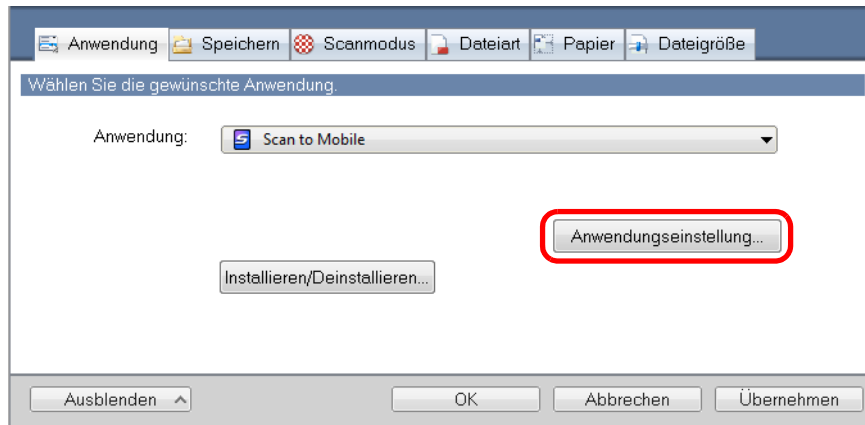 Anwendung Speichern Scanmodus Dateiart Papier Dateigröße
Wählen Sie die gewünschte Anwendung.
Anwendung: Scan to Mobile
Anwendungseinstellung...
Installieren/Deinstallieren...
Ausblenden OK Abbrechen Übernehmen